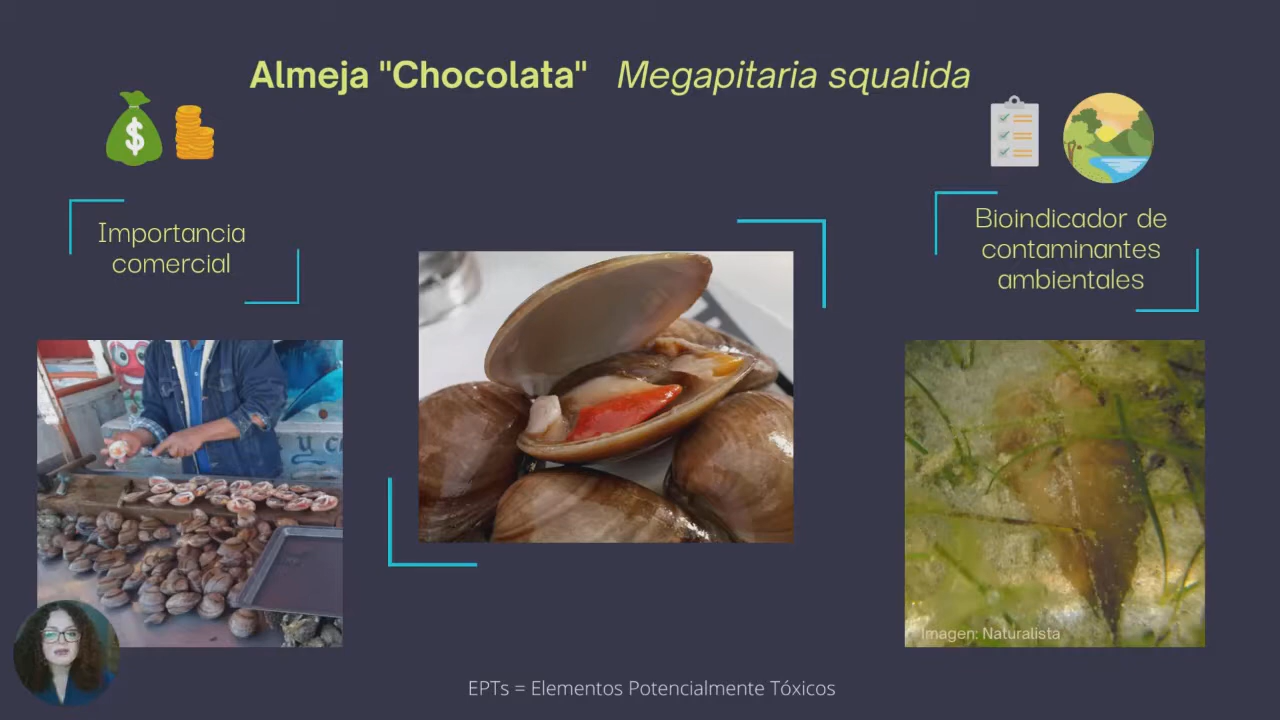 Almeja "Chocolata" Megapitaria squalida
$
Importancia
comercial
Bioindicador de
contaminantes
ambientales
Imagen: Naturalista
EPTs = Elementos Potencialmente Tóxicos